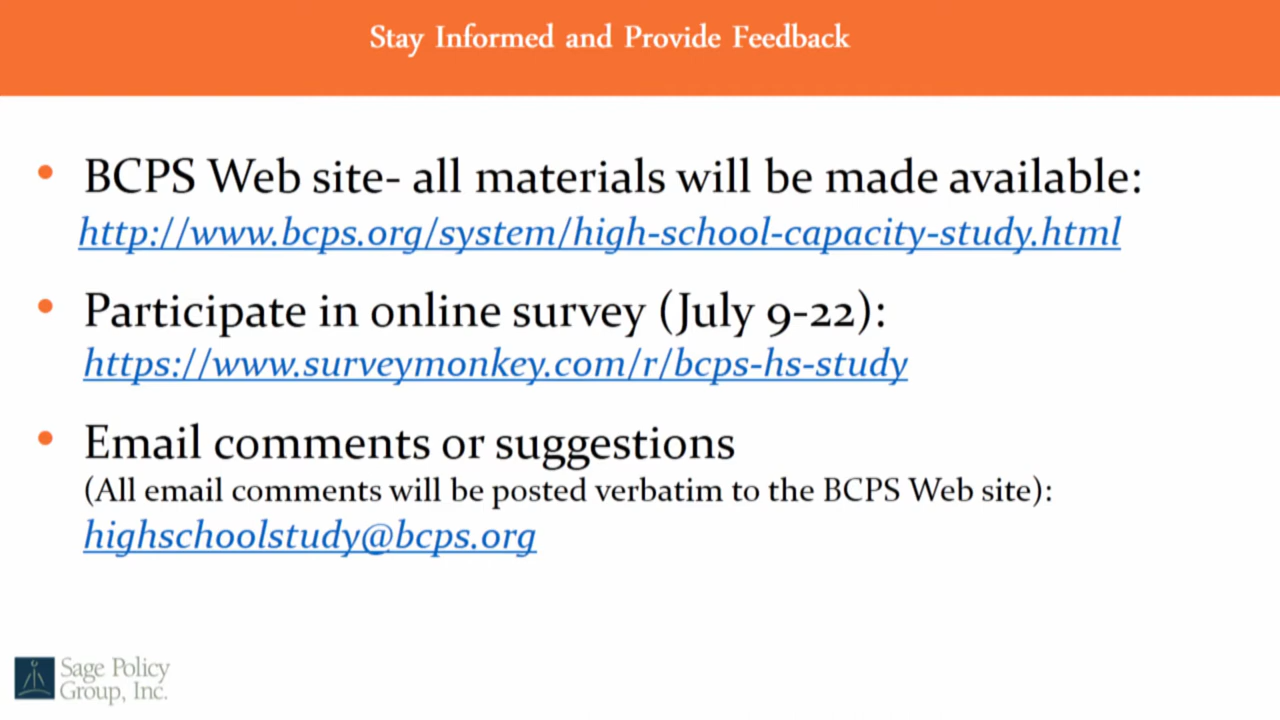 Stay Informed and Provide Feedback
• BCPS Web site- all materials will be made available:
http://www.bcps.org/system/high-school-capacity-study.html
• Participate in online survey (July 9-22):
https://www.surveymonkey.com/r/bcps-hs-study
• Email comments or suggestions
(All email comments will be posted verbatim to the BCPS Web site):
highschoolstudy@bcps.org
Sage Policy
Group, Inc.